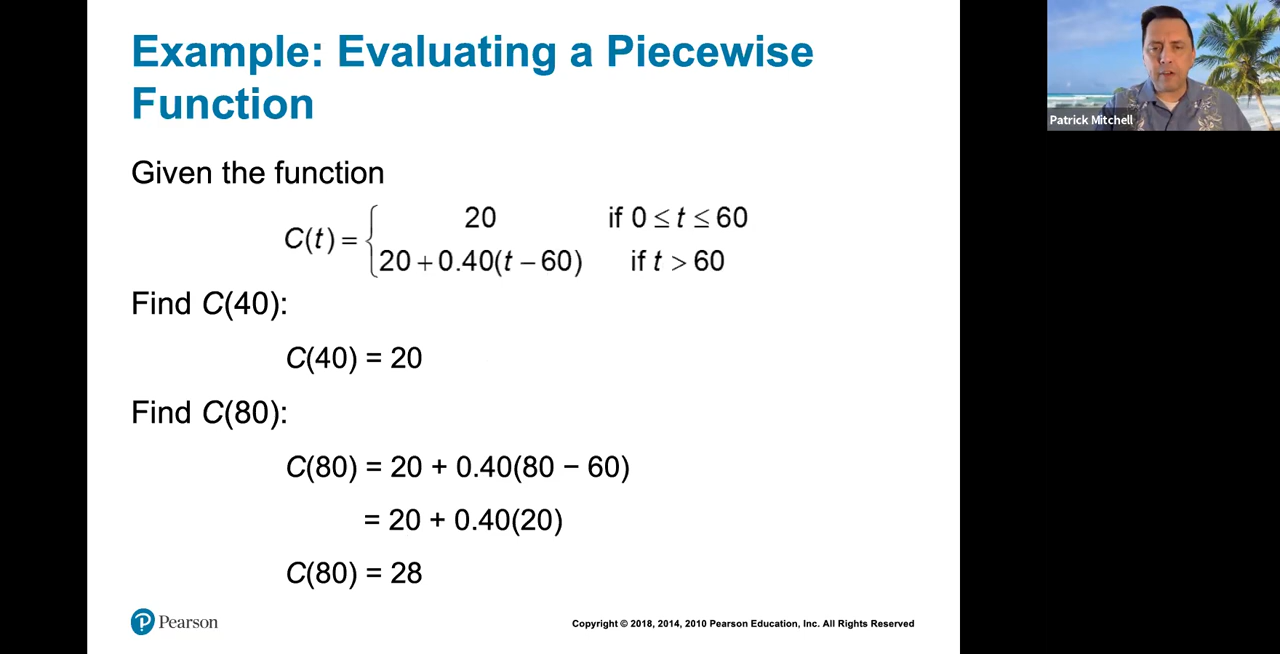 Example: Evaluating a Piecewise
Function
Patrick Mitchell
Given the function
C(t) = { 20 if 0 ≤ t ≤ 60
20 + 0.40(t − 60) if t > 60
Find C(40):
C(40) = 20
Find C(80):
C(80) = 20 + 0.40(80 − 60)
= 20 + 0.40(20)
C(80) = 28
P Pearson
Copyright © 2018, 2014, 2010 Pearson Education, Inc. All Rights Reserved